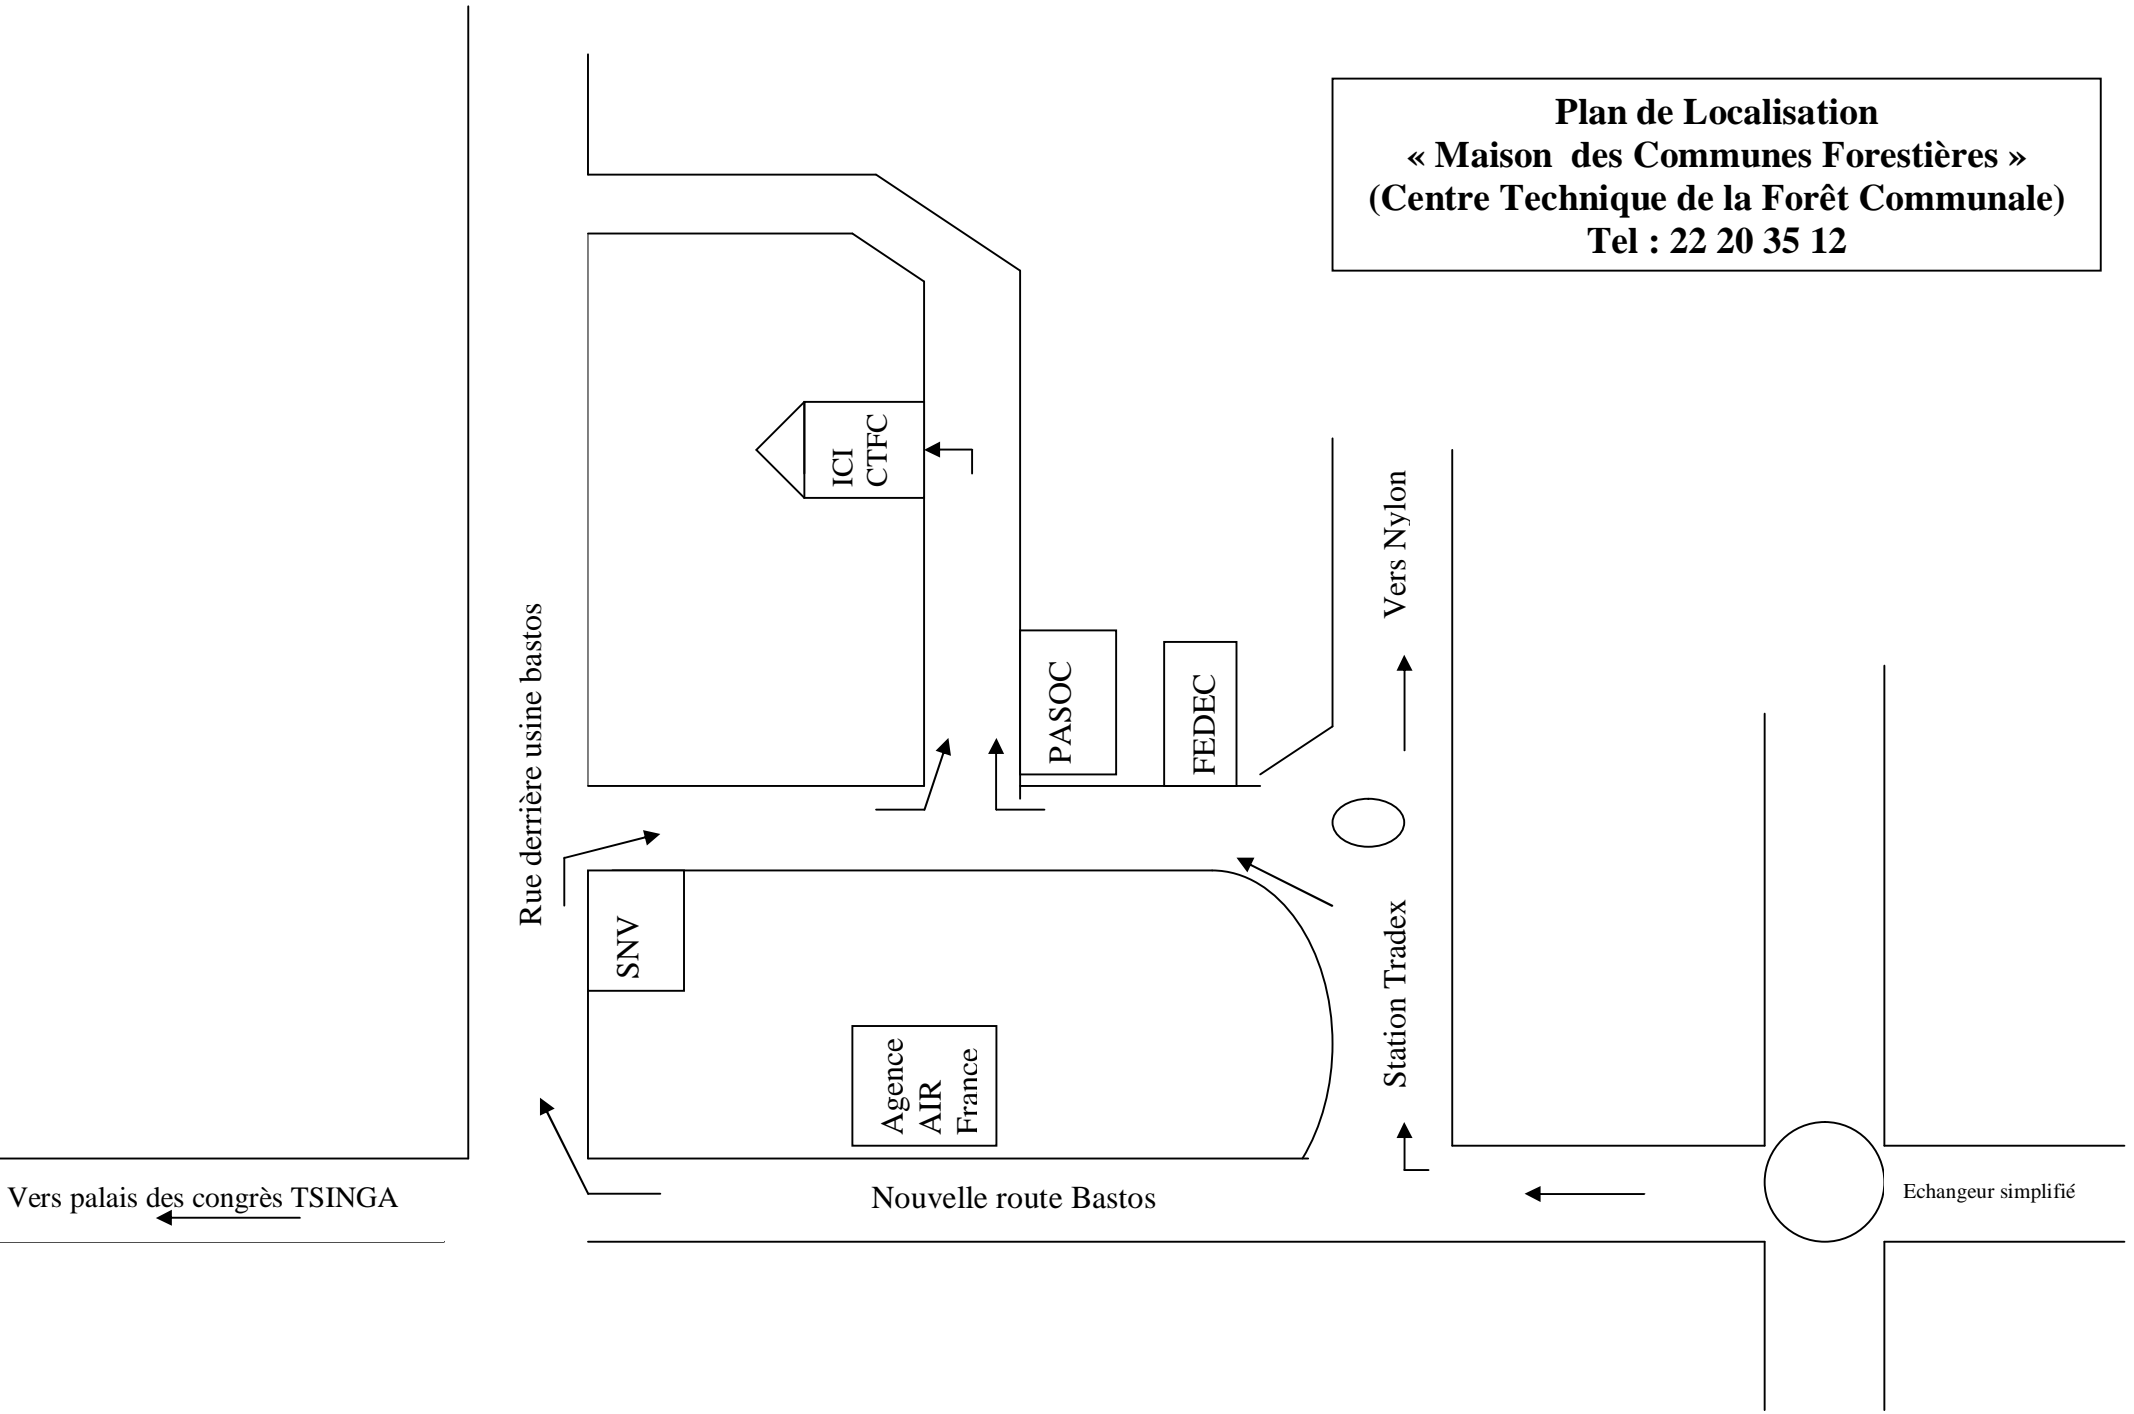 Plan de Localisation
« Maison des Communes Forestières »
(Centre Technique de la Forêt Communale)
Tel : 22 20 35 12
ICI
CTFC
Vers Nylon
Rue derrière usine bastos
PASOC
FEDEC
SNV
Station Tradex
Agence
AIR
France
Vers palais des congrès TSINGA
Nouvelle route Bastos
Echangeur simplifié